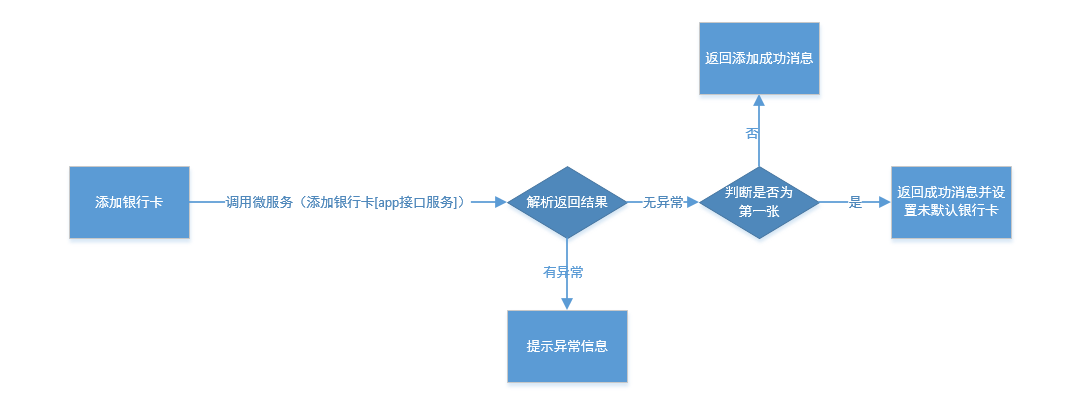 返回添加成功消息
否
添加银行卡
调用微服务（添加银行卡[app接口服务]）
解析返回结果
无异常
判断是否为
第一张
是
返回成功消息并设
置未默认银行卡
有异常
提示异常信息